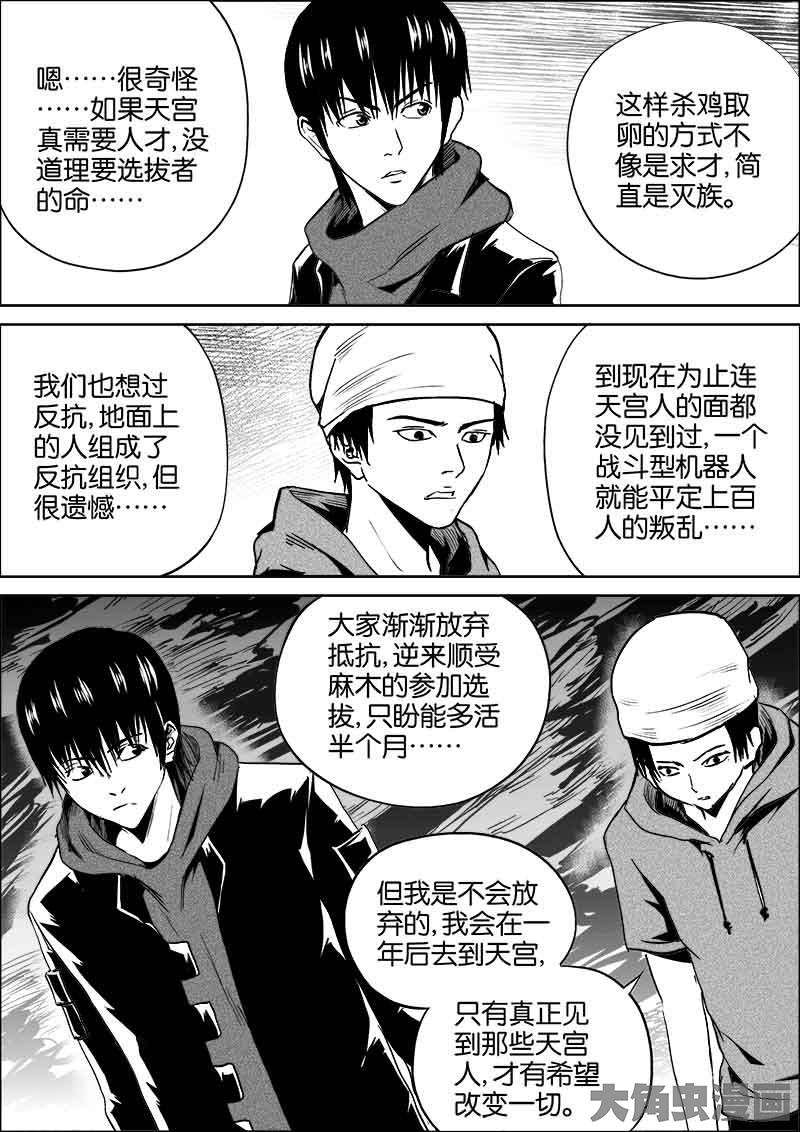 嗯……很奇怪
……如果天宫
真需要人才,没
道理要选拔者
的命……
这样杀鸡取
卵的方式不
像是求才,简
直是灭族。
我们也想过
反抗,地面上
的人组成了
反抗组织,但
很遗憾……
到现在为止连
天宫人的面都
没见到过,一个
战斗型机器人
就能平定上百
人的叛乱……
大家渐渐放弃
抵抗,逆来顺受
麻木的参加选
拔,只盼能多活
半个月……
但我是不会放
弃的,我会在一
年后去到天宫,
只有真正见
到那些天宫
人,才有希望
改变一切。
大角虫漫画